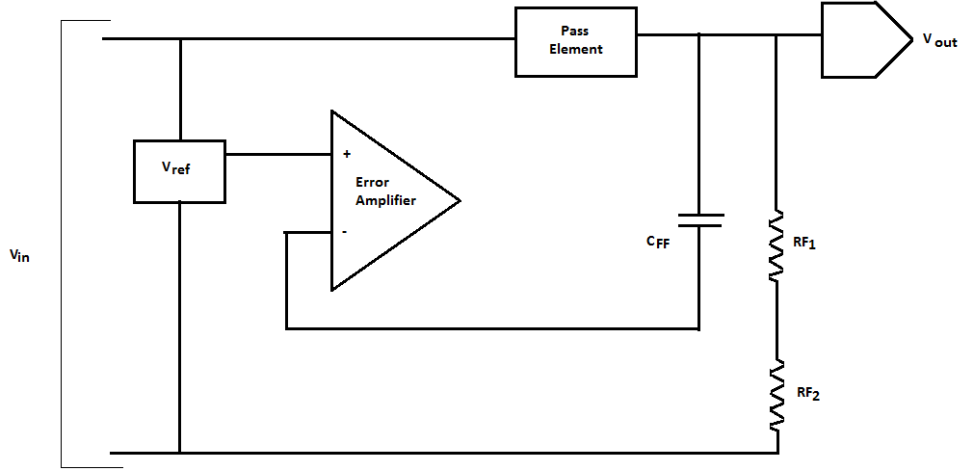 Pass
Element
V out
Vref
+
Error
Amplifier
-
CFF
RF1
Vin
RF2